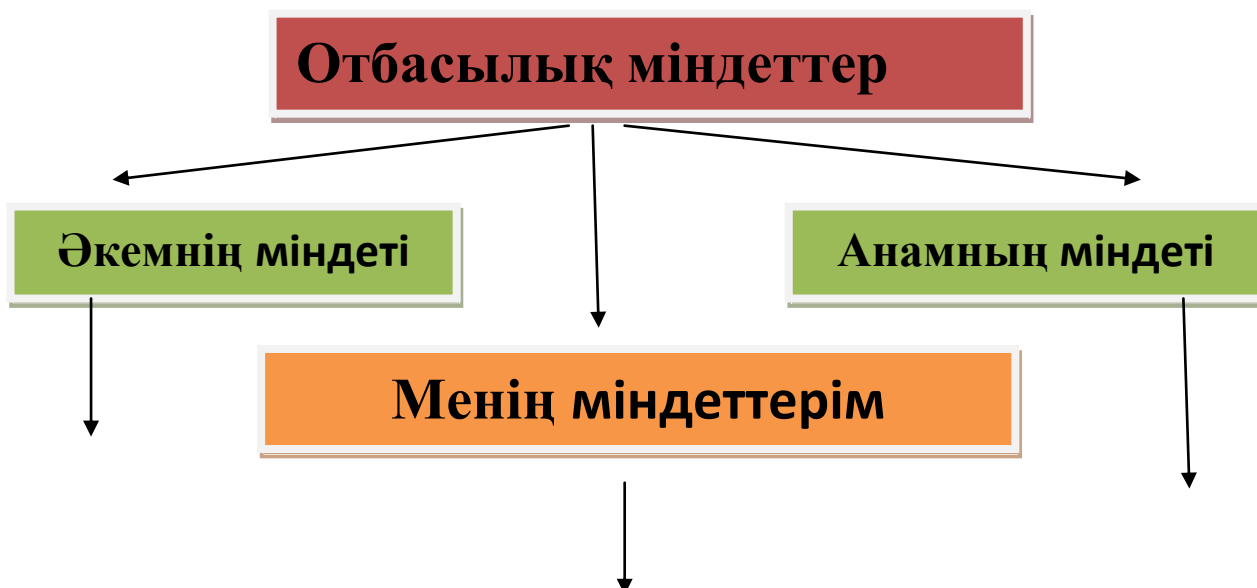 Отбасылық міндеттер
Әкемнің міндеті
Анамның міндеті
Менің міндеттерім